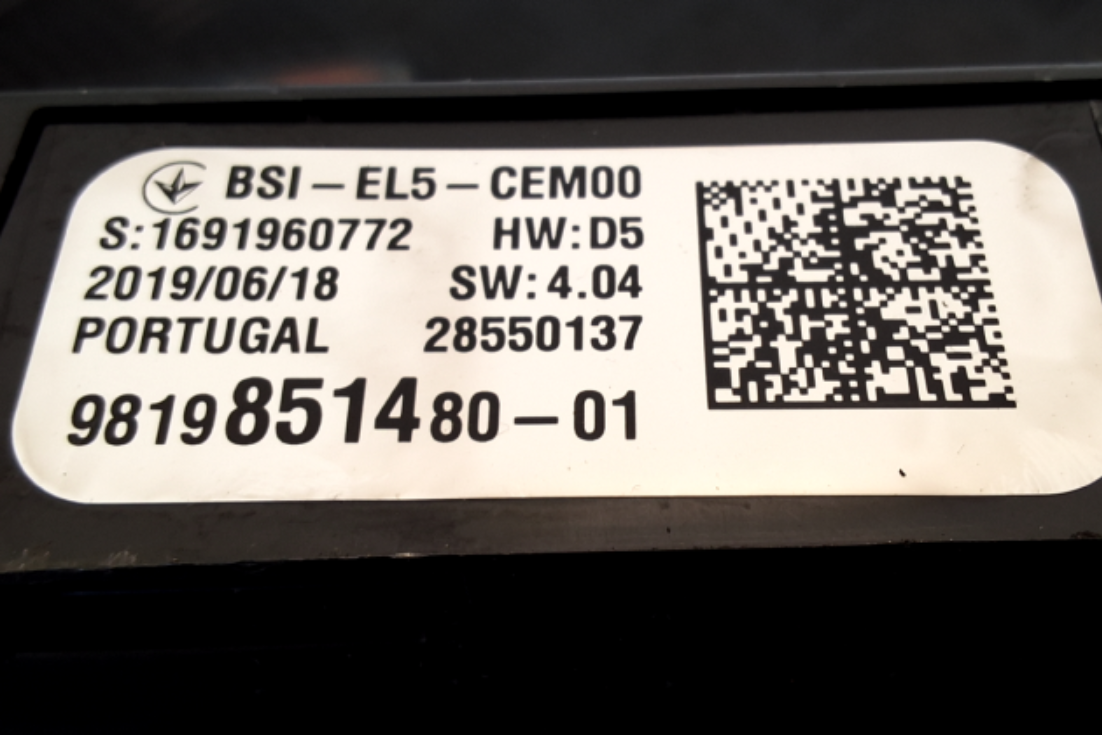 BSI-EL5-CEM00
S:1691960772 HW:D5
2019/06/18 SW:4.04
PORTUGAL 28550137
9819851480-01